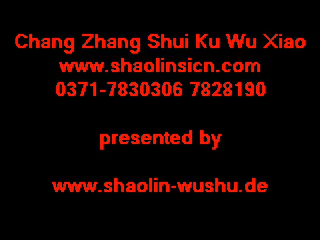 Chang Zhang Shui Ku Wu Xiao
www.shaolinsicn.com
0371-7830306 7828190
presented by
www.shaolin-wushu.de